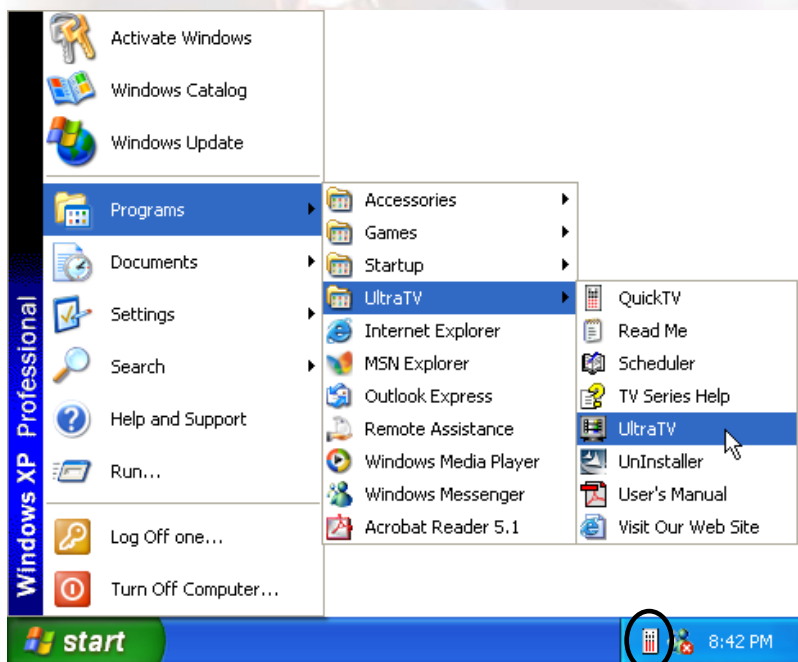 Activate Windows
Windows Catalog
Windows Update
Programs
Documents
Settings
Search
Help and Support
Run...
Log Off one...
Turn Off Computer...
Windows XP Professional
Accessories
Games
Startup
UltraTV
Internet Explorer
MSN Explorer
Outlook Express
Remote Assistance
Windows Media Player
Windows Messenger
Acrobat Reader 5.1
QuickTV
Read Me
Scheduler
TV Series Help
UltraTV
UnInstaller
User's Manual
Visit Our Web Site
start
8:42 PM